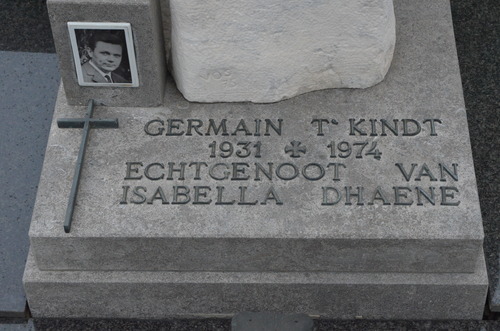 GERMAIN T' KINDT
1931 ✠ 1974
ECHTGENOOT VAN
ISABELLA DHAENE